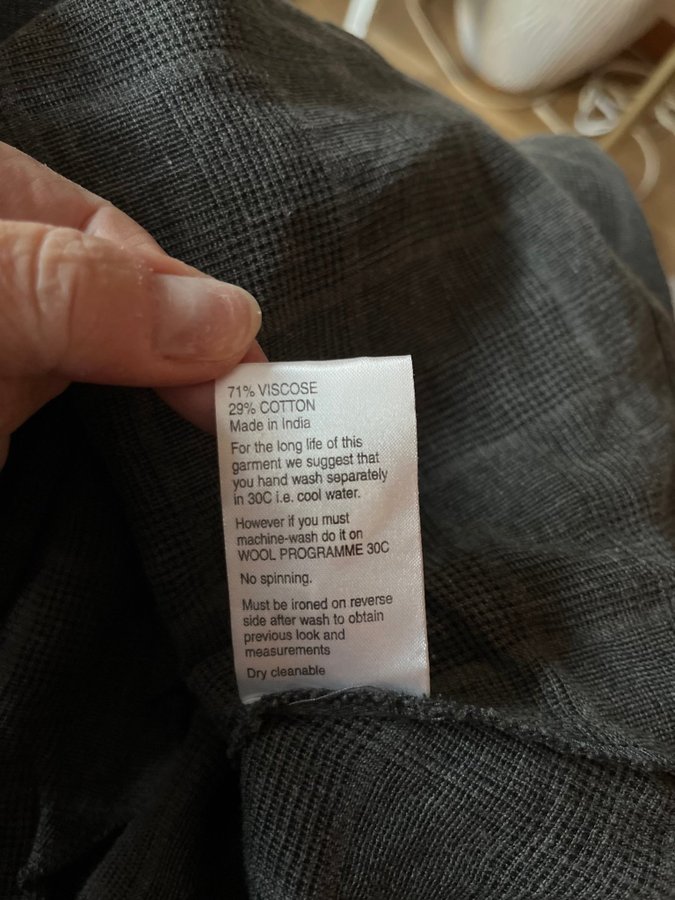 71% VISCOSE
29% COTTON
Made in India
For the long life of this
garment we suggest that
you hand wash separately
in 30C i.e. cool water.
However if you must
machine-wash do it on
WOOL PROGRAMME 30C
No spinning.
Must be ironed on reverse
side after wash to obtain
previous look and
measurements
Dry cleanable